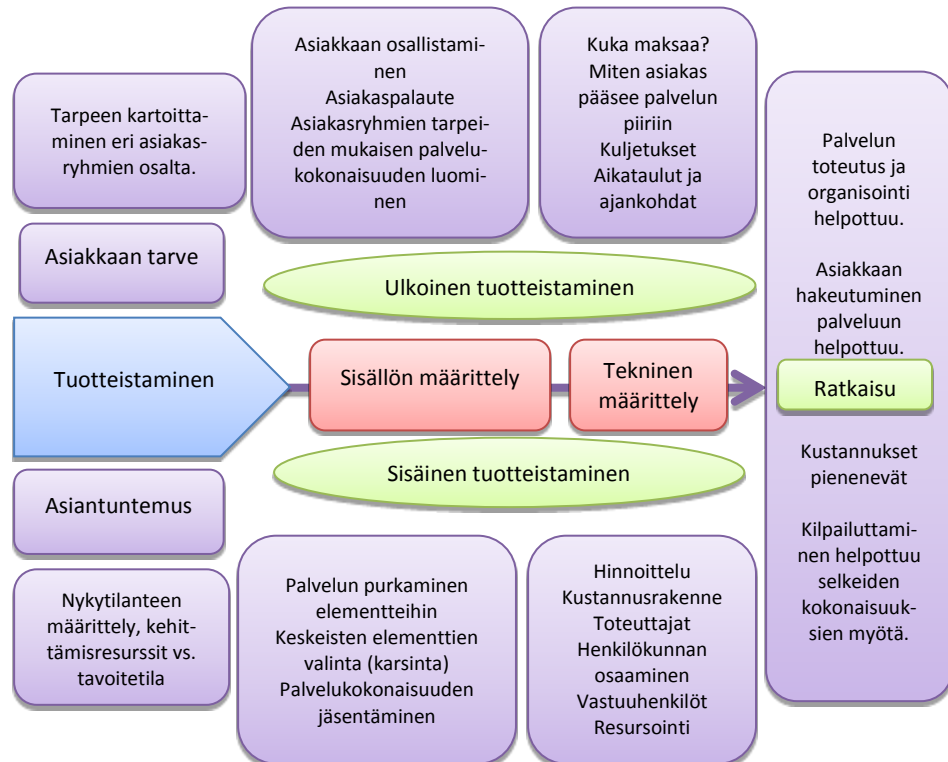 Tarpeen kartoitta-
minen eri asiakas-
ryhmien osalta.
Asiakkaan osallistami-
nen
Asiakaspalaute
Asiakasryhmien tarpei-
den mukaisen palvelu-
kokonaisuuden luomi-
nen
Kuka maksaa?
Miten asiakas
pääsee palvelun
piiriin
Kuljetukset
Aikataulut ja
ajankohdat
Asiakkaan tarve
Ulkoinen tuotteistaminen
Tuotteistaminen
Sisällön määrittely
Tekninen
määrittely
Sisäinen tuotteistaminen
Asiantuntemus
Nykytilanteen
määrittely, kehit-
tämisresurssit vs.
tavoitetila
Palvelun purkaminen
elementteihin
Keskeisten elementtien
valinta (karsinta)
Palvelukokonaisuuden
jäsentäminen
Hinnoittelu
Kustannusrakenne
Toteuttajat
Henkilökunnan
osaaminen
Vastuuhenkilöt
Resursointi
Palvelun
toteutus ja
organisointi
helpottuu.
Asiakkaan
hakeutuminen
palveluun
helpottuu.
Ratkaisu
Kustannukset
pienenevät
Kilpailuttami-
nen helpottuu
selkeiden
kokonaisuuk-
sien myötä.